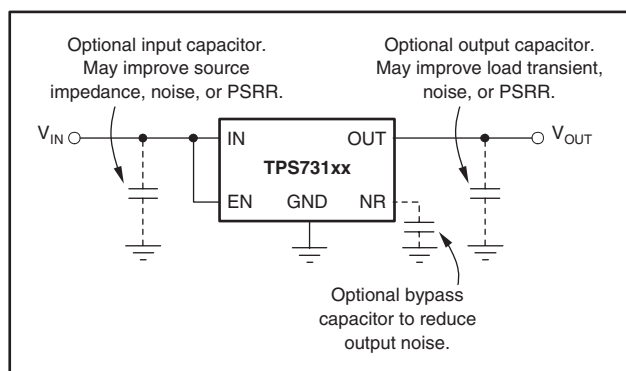 Optional input capacitor.
May improve source
impedance, noise, or PSRR.
Optional output capacitor.
May improve load transient,
noise, or PSRR.
VIN
IN
OUT
VOUT
TPS731xx
EN
GND
NR
Optional bypass
capacitor to reduce
output noise.